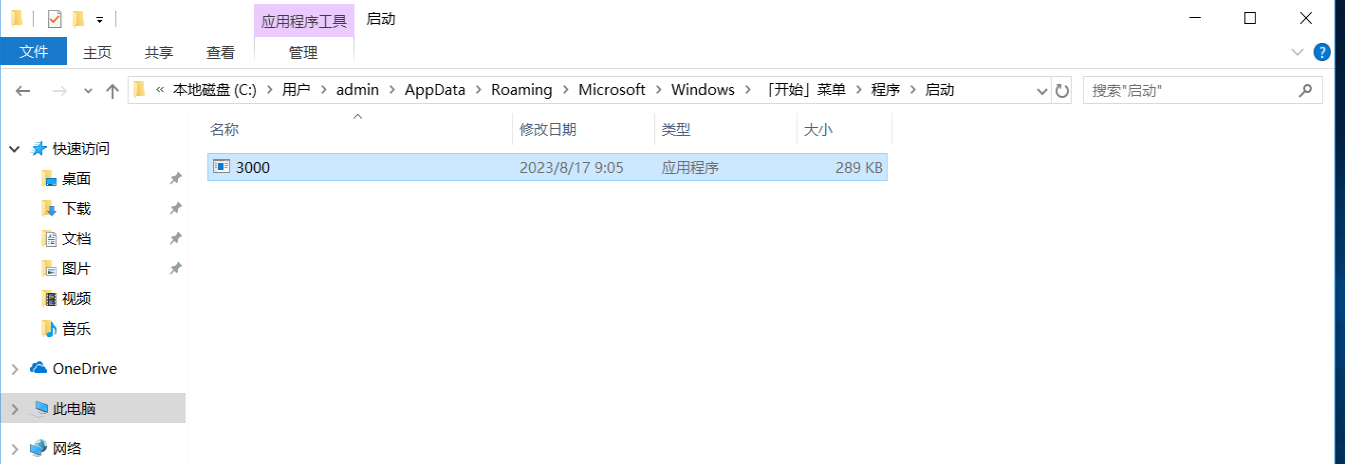 应用程序工具 启动
文件 主页 共享 查看 管理
« 本地磁盘 (C:) › 用户 › admin › AppData › Roaming › Microsoft › Windows › 「开始」菜单 › 程序 › 启动 搜索"启动"
名称 修改日期 类型 大小
3000 2023/8/17 9:05 应用程序 289 KB
快速访问
桌面
下载
文档
图片
视频
音乐
OneDrive
此电脑
网络